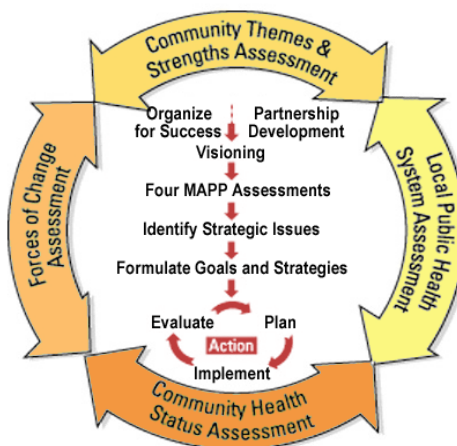 Community Themes &
Strengths Assessment
Organize
for Success
Partnership
Development
Visioning
Four MAPP Assessments
Identify Strategic Issues
Formulate Goals and Strategies
Evaluate
Plan
Action
Implement
Forces of Change
Assessment
Local Public Health
System Assessment
Community Health
Status Assessment